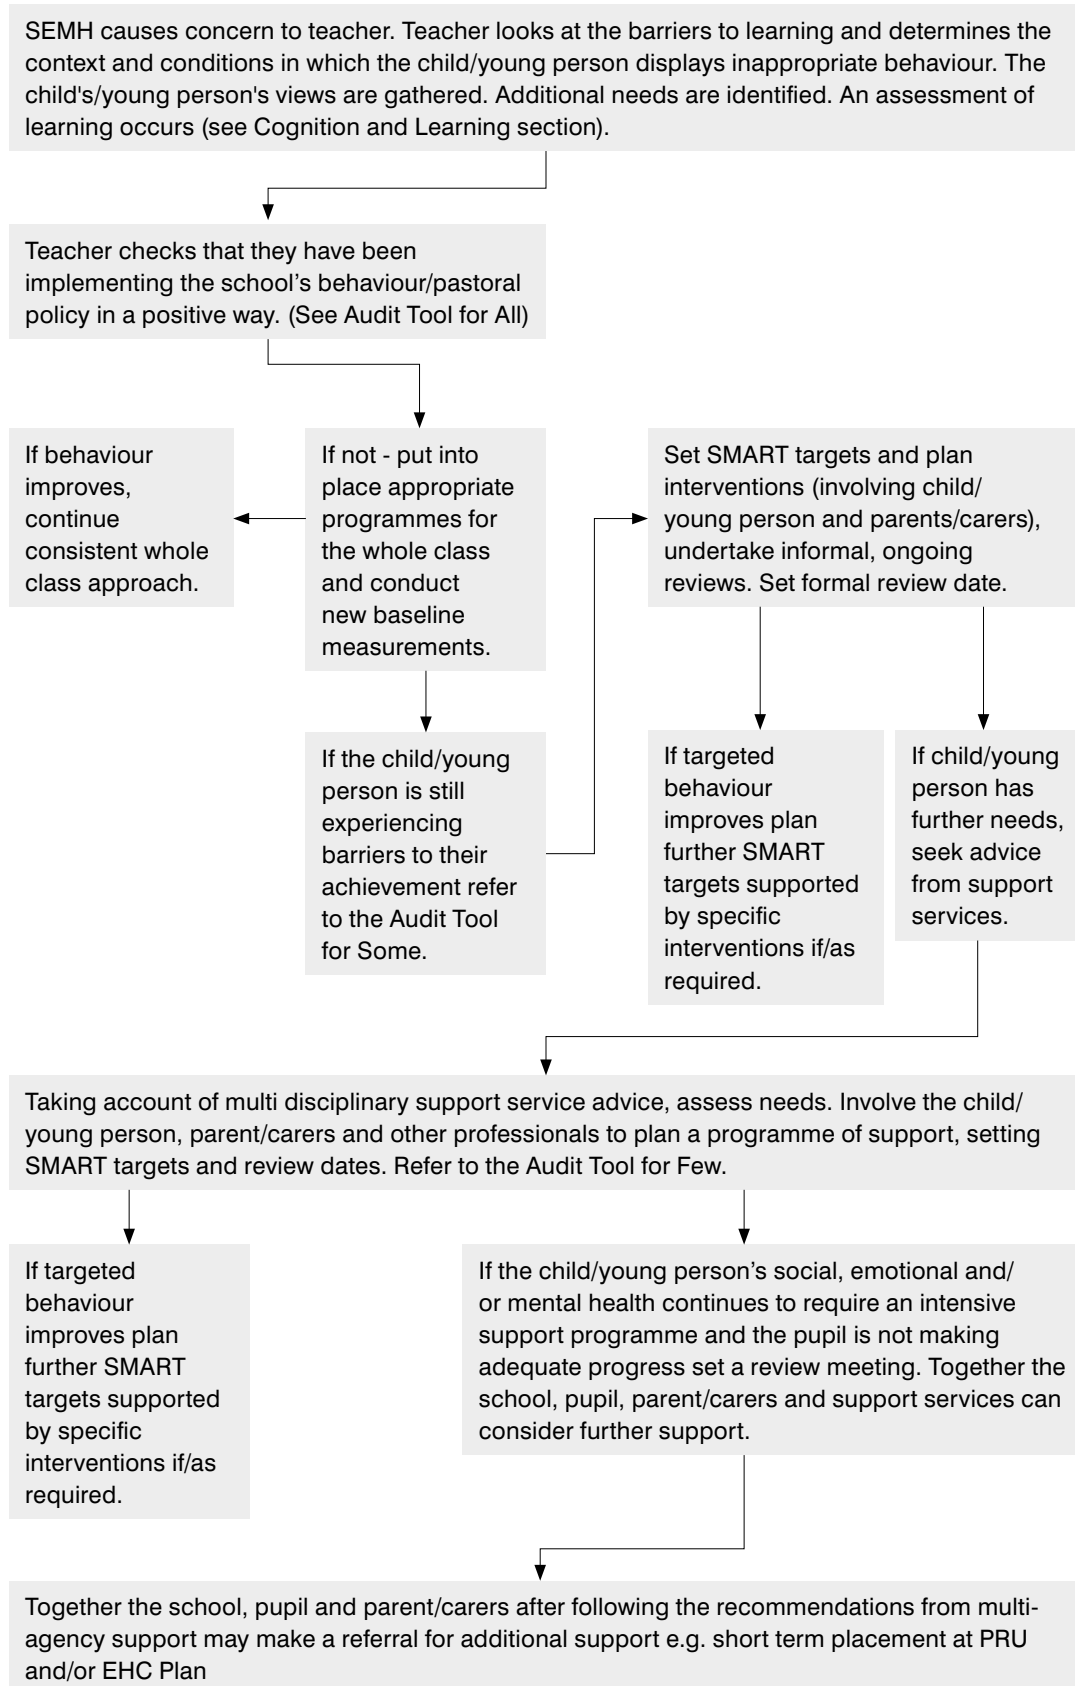 SEMH causes concern to teacher. Teacher looks at the barriers to learning and determines the
context and conditions in which the child/young person displays inappropriate behaviour. The
child's/young person's views are gathered. Additional needs are identified. An assessment of
learning occurs (see Cognition and Learning section).
Teacher checks that they have been
implementing the school’s behaviour/pastoral
policy in a positive way. (See Audit Tool for All)
If behaviour
improves,
continue
consistent whole
class approach.
If not - put into
place appropriate
programmes for
the whole class
and conduct
new baseline
measurements.
Set SMART targets and plan
interventions (involving child/
young person and parents/carers),
undertake informal, ongoing
reviews. Set formal review date.
If the child/young
person is still
experiencing
barriers to their
achievement refer
to the Audit Tool
for Some.
If targeted
behaviour
improves plan
further SMART
targets supported
by specific
interventions if/as
required.
If child/young
person has
further needs,
seek advice
from support
services.
Taking account of multi disciplinary support service advice, assess needs. Involve the child/
young person, parent/carers and other professionals to plan a programme of support, setting
SMART targets and review dates. Refer to the Audit Tool for Few.
If targeted
behaviour
improves plan
further SMART
targets supported
by specific
interventions if/as
required.
If the child/young person’s social, emotional and/
or mental health continues to require an intensive
support programme and the pupil is not making
adequate progress set a review meeting. Together the
school, pupil, parent/carers and support services can
consider further support.
Together the school, pupil and parent/carers after following the recommendations from multi-
agency support may make a referral for additional support e.g. short term placement at PRU
and/or EHC Plan